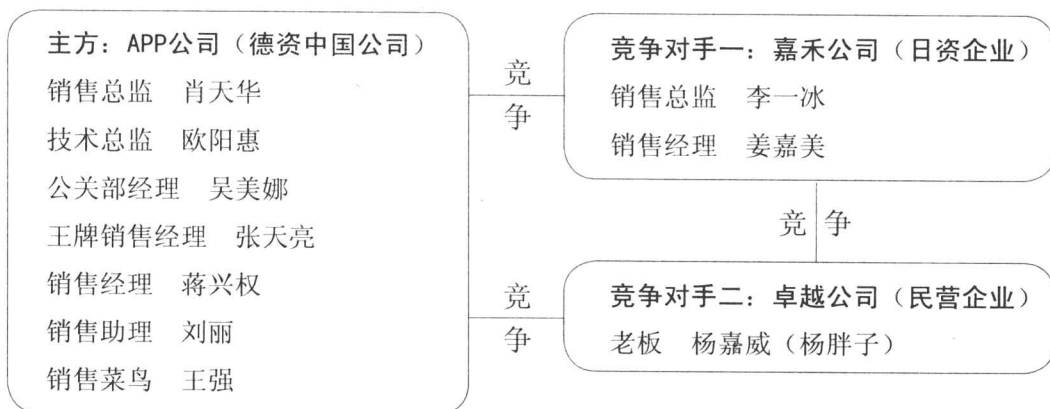 主方：APP公司（德资中国公司）
销售总监 肖天华
技术总监 欧阳惠
公关部经理 吴美娜
王牌销售经理 张天亮
销售经理 蒋兴权
销售助理 刘丽
销售菜鸟 王强
竞
争
竞争对手一：嘉禾公司（日资企业）
销售总监 李一冰
销售经理 姜嘉美
竞 争
竞
争
竞争对手二：卓越公司（民营企业）
老板 杨嘉威（杨胖子）